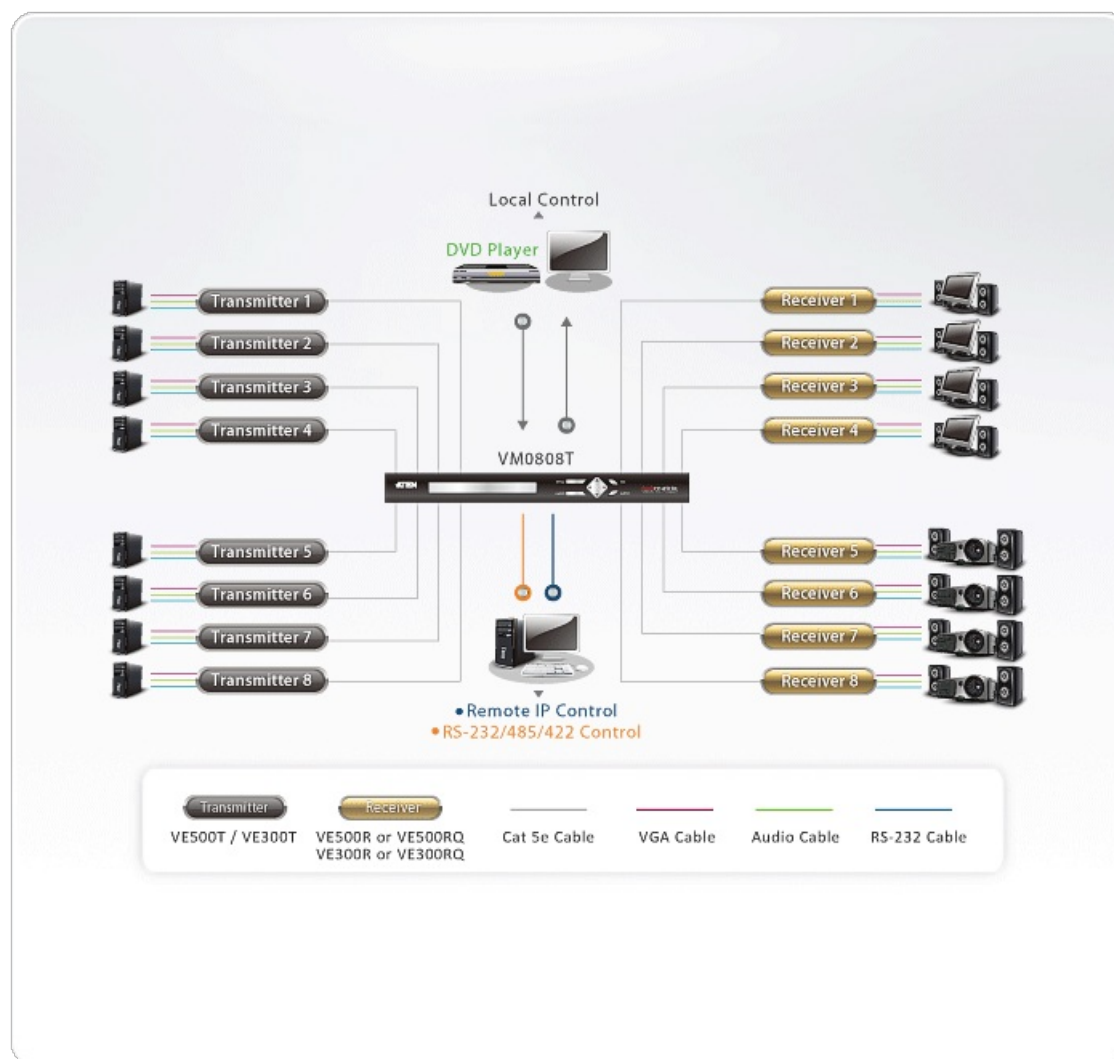 Local Control
DVD Player
Transmitter 1
Transmitter 2
Transmitter 3
Transmitter 4
Receiver 1
Receiver 2
Receiver 3
Receiver 4
VM0808T
ATEN
Transmitter 5
Transmitter 6
Transmitter 7
Transmitter 8
Receiver 5
Receiver 6
Receiver 7
Receiver 8
•Remote IP Control
•RS-232/485/422 Control
Transmitter
VE500T / VE300T
Receiver
VE500R or VE500RQ
VE300R or VE300RQ
Cat 5e Cable
VGA Cable
Audio Cable
RS-232 Cable